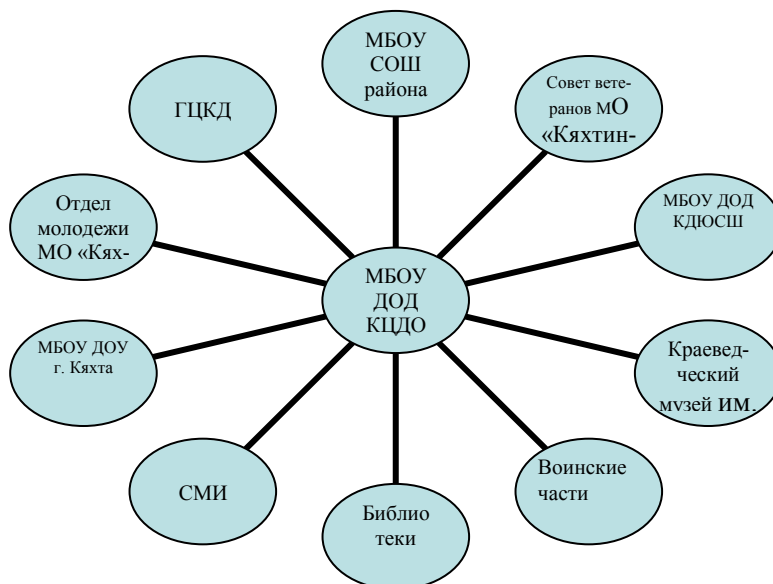 МБОУ
СОШ
района
Совет вете-
ранов МО
«Кяхтин-
ГЦКД
МБОУ ДОД
КДЮСШ
Отдел
молодежи
МО «Кях-
МБОУ
ДОД
КЦДО
МБОУ ДОУ
г. Кяхта
Краевед-
ческий
музей им.
СМИ
Воинские
части
Библио
теки